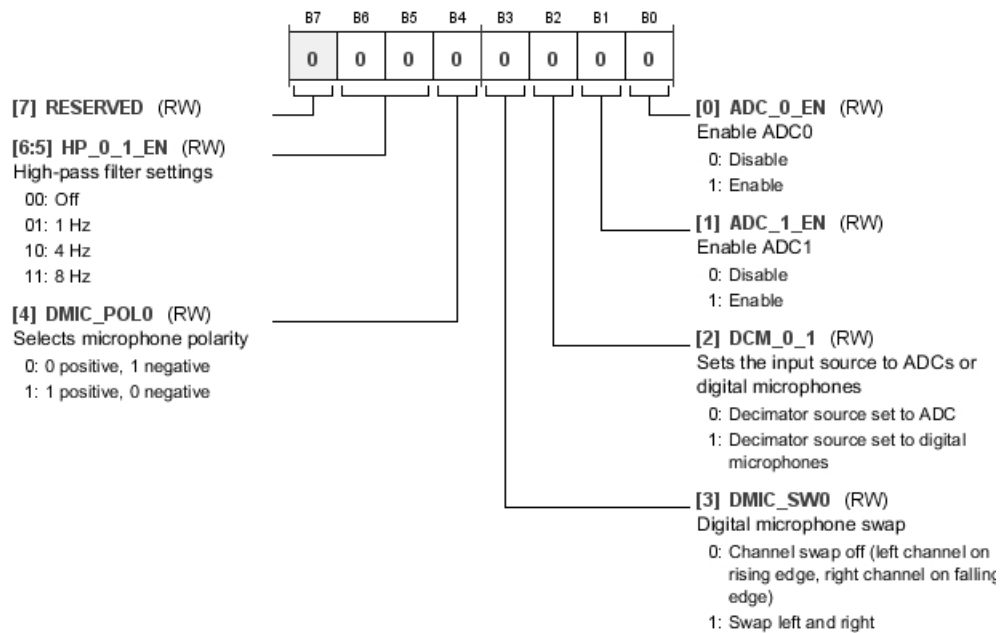 B7 B6 B5 B4 B3 B2 B1 B0
0 0 0 0 0 0 0 0
[7] RESERVED (RW)
[6:5] HP_0_1_EN (RW)
High-pass filter settings
00: Off
01: 1 Hz
10: 4 Hz
11: 8 Hz
[4] DMIC_POL0 (RW)
Selects microphone polarity
0: 0 positive, 1 negative
1: 1 positive, 0 negative
[0] ADC_0_EN (RW)
Enable ADC0
0: Disable
1: Enable
[1] ADC_1_EN (RW)
Enable ADC1
0: Disable
1: Enable
[2] DCM_0_1 (RW)
Sets the input source to ADCs or
digital microphones
0: Decimator source set to ADC
1: Decimator source set to digital
microphones
[3] DMIC_SW0 (RW)
Digital microphone swap
0: Channel swap off (left channel on
rising edge, right channel on falling
edge)
1: Swap left and right